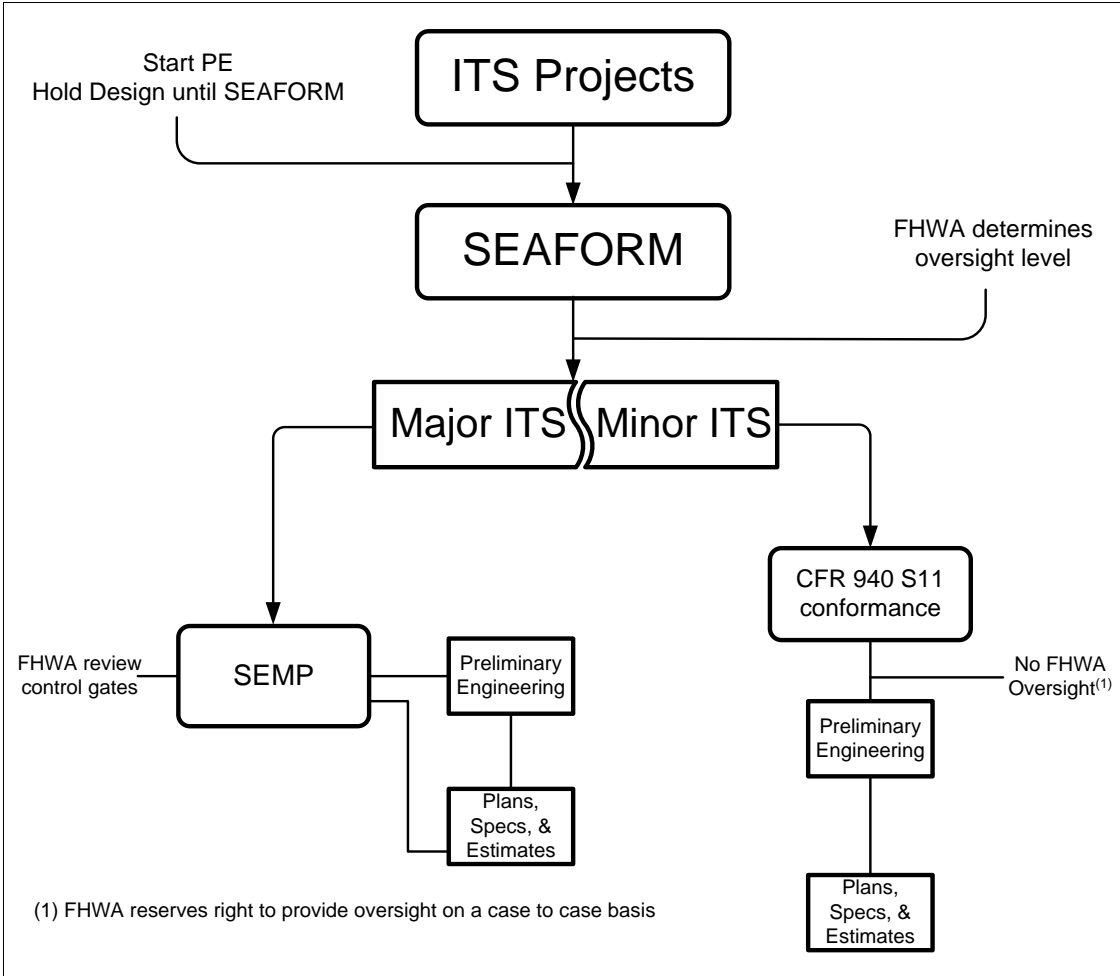 ITS Projects
Start PE
Hold Design until SEAFORM
SEAFORM
FHWA determines
oversight level
Major ITS
Minor ITS
CFR 940 S11
conformance
FHWA review
control gates
SEMP
Preliminary
Engineering
No FHWA
Oversight(1)
Preliminary
Engineering
Plans,
Specs, &
Estimates
Plans,
Specs, &
Estimates
(1) FHWA reserves right to provide oversight on a case to case basis